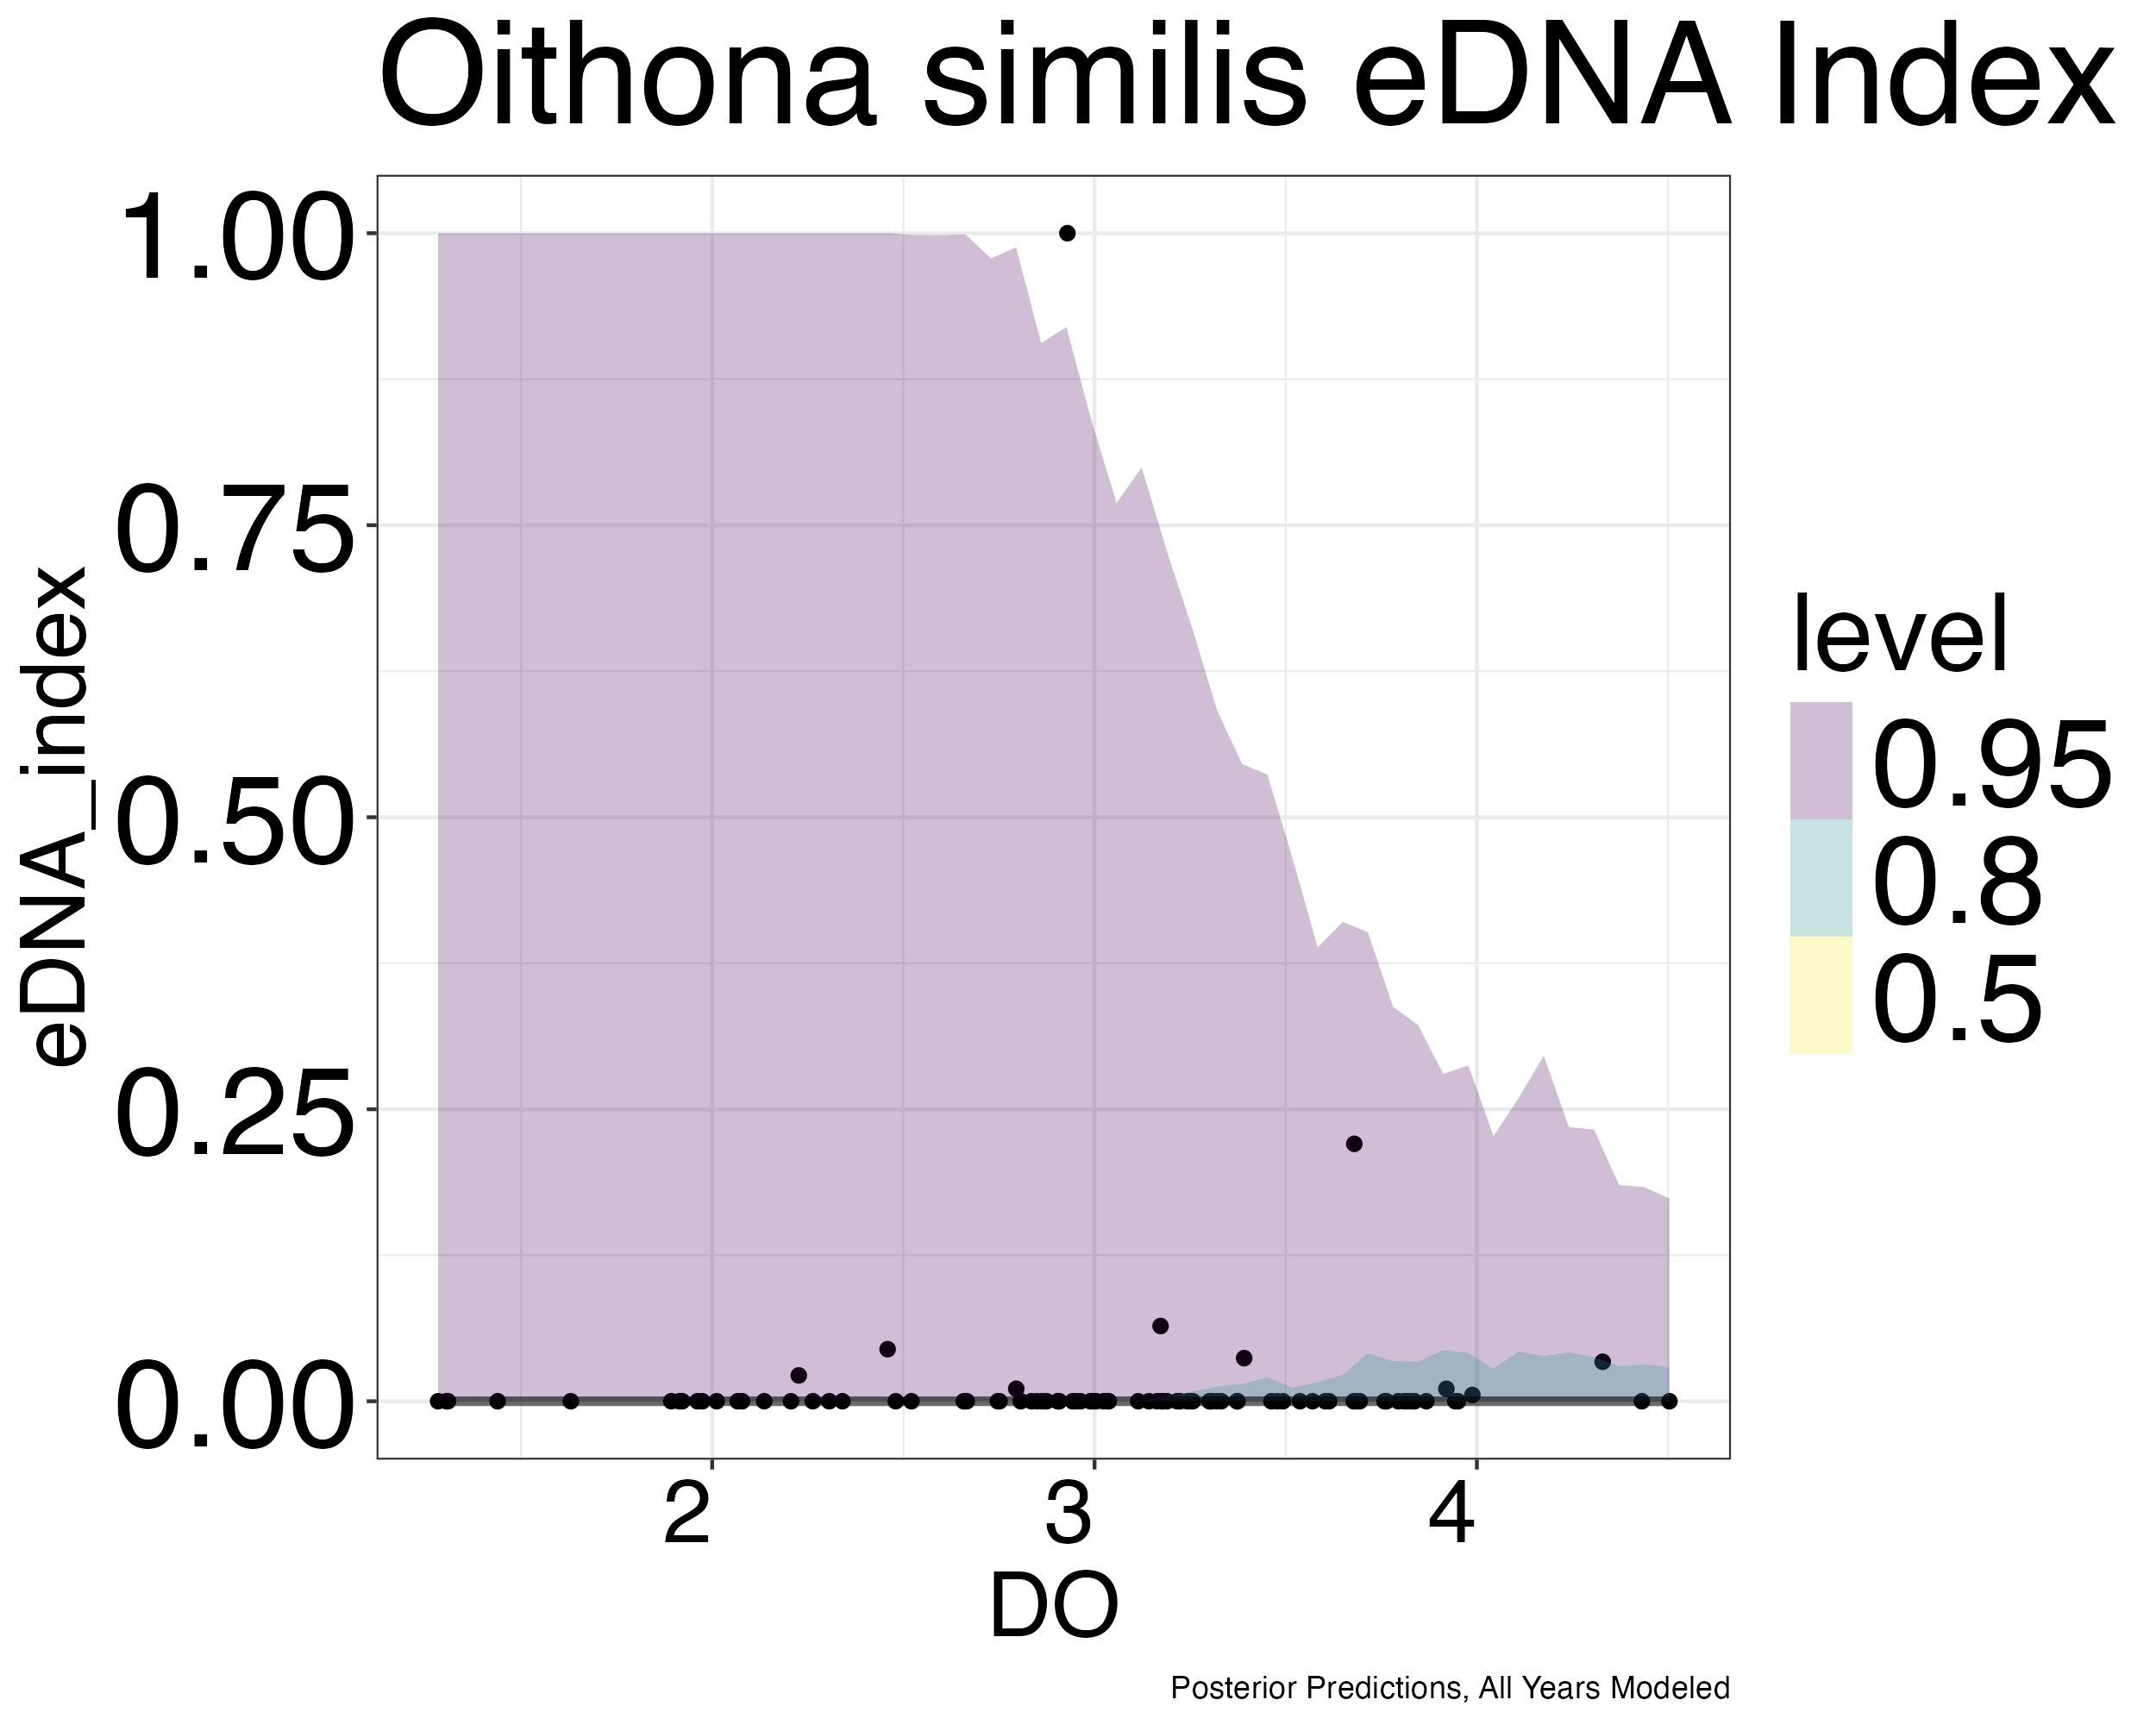 Oithona similis eDNA Index
eDNA_index
1.00
0.75
0.50
0.25
0.00
2 3 4
DO
level
0.95
0.8
0.5
Posterior Predictions, All Years Modeled